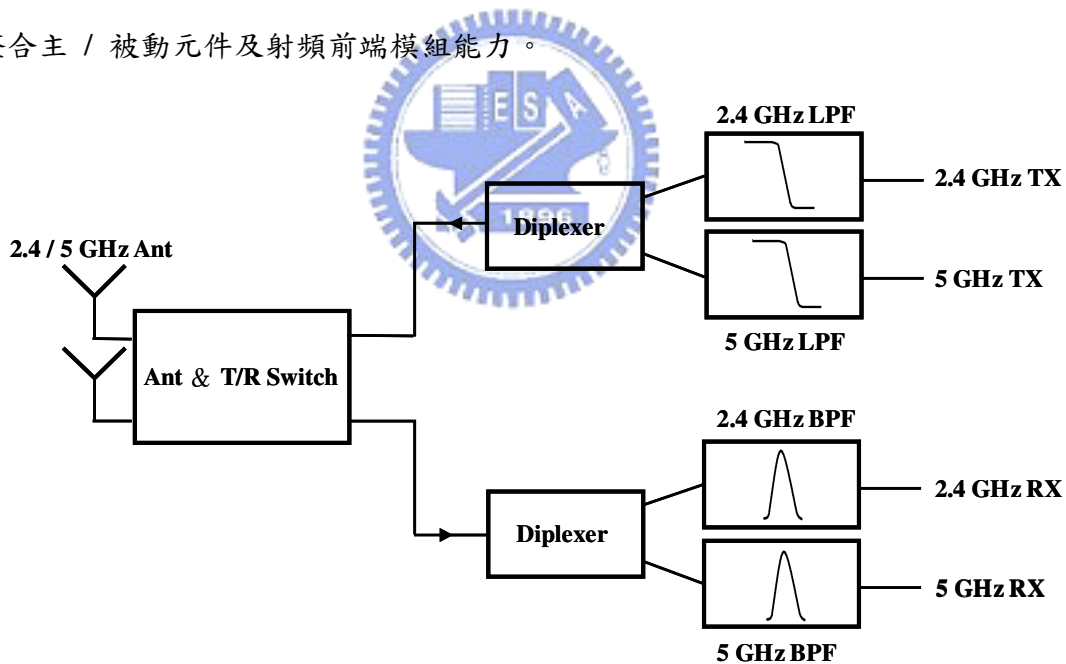 合主 / 被動元件及射頻前端模組能力。
ESA
1896
2.4 GHz LPF
2.4 GHz TX
Diplexer
5 GHz TX
5 GHz LPF
2.4 / 5 GHz Ant
Ant & T/R Switch
2.4 GHz BPF
2.4 GHz RX
Diplexer
5 GHz RX
5 GHz BPF